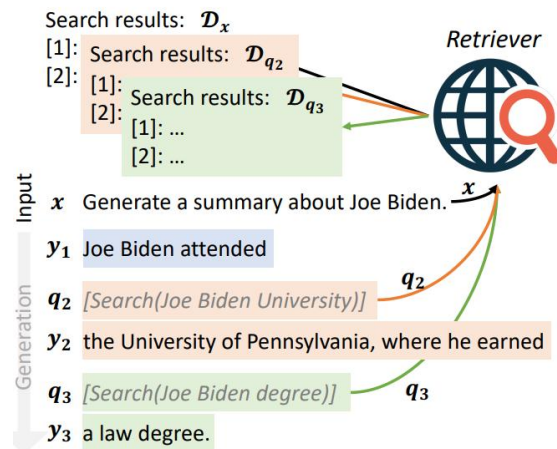 Search results: 𝓓ₓ
[1]:
[2]:
Search results: 𝓓q₂
[1]:
[2]:
Search results: 𝓓q₃
[1]: ...
[2]: ...
Retriever
Input
x Generate a summary about Joe Biden.
x
y₁ Joe Biden attended
q₂ [Search(Joe Biden University)]
q₂
y₂ the University of Pennsylvania, where he earned
Generation
q₃ [Search(Joe Biden degree)]
q₃
y₃ a law degree.